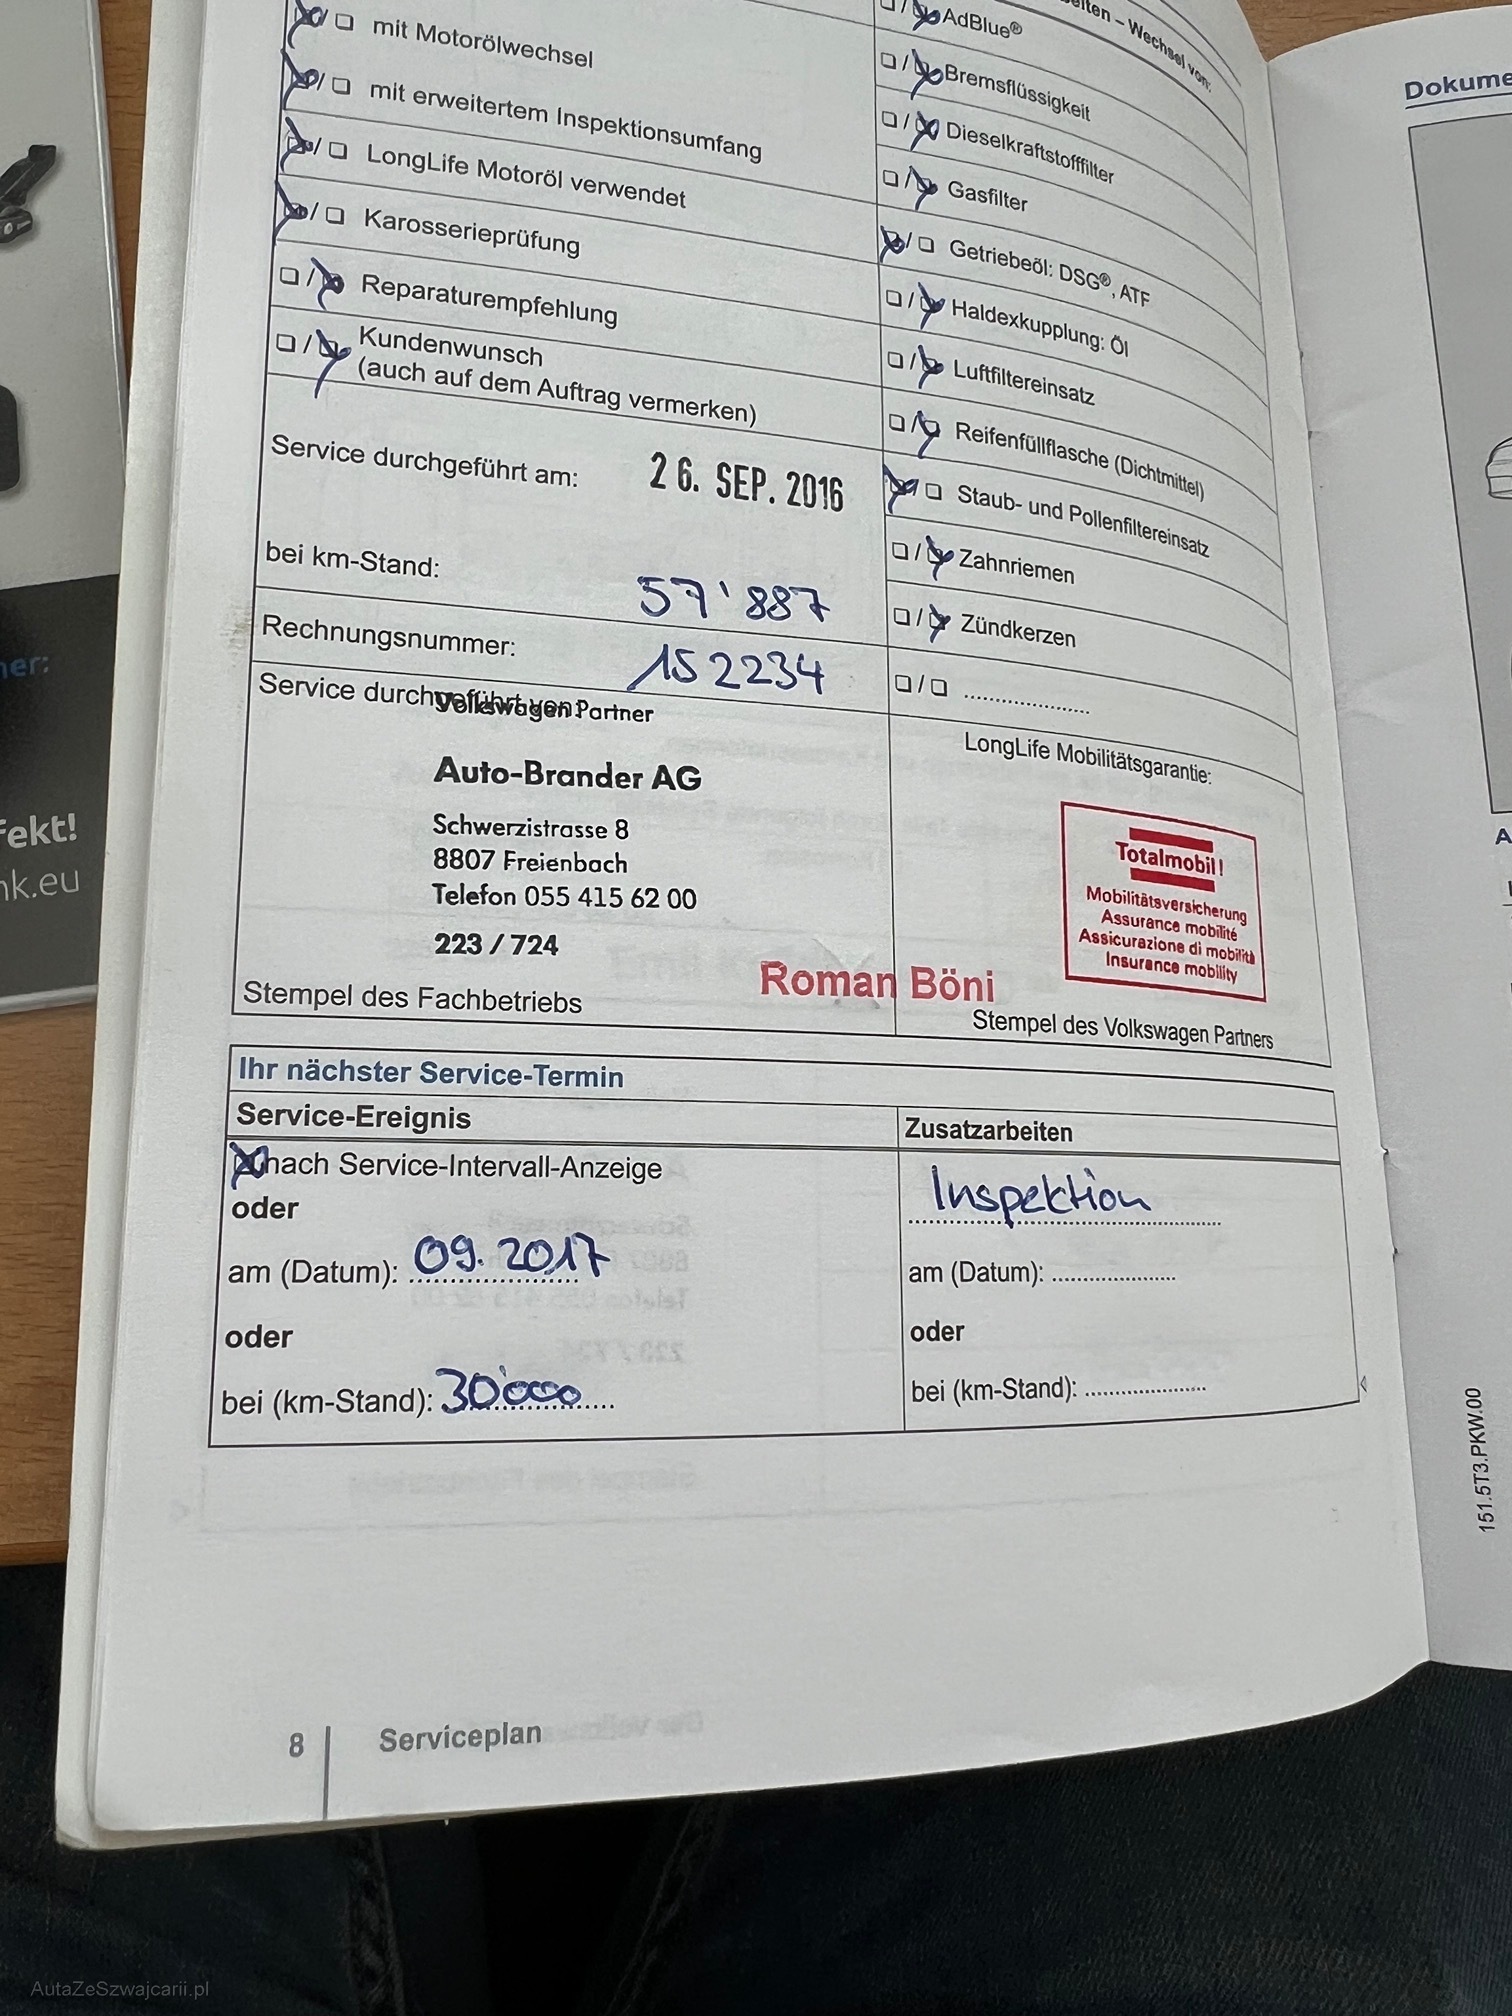 mit Motorölwechsel
mit erweitertem Inspektionsumfang
LongLife Motoröl verwendet
Karosserieprüfung
Reparaturempfehlung
Kundenwunsch
(auch auf dem Auftrag vermerken)
Service durchgeführt am: 26. SEP. 2016
bei km-Stand: 57'887
Rechnungsnummer: 152234
Service durchgeführt von:
Volkswagen Partner
Auto-Brander AG
Schwerzistrasse 8
8807 Freienbach
Telefon 055 415 62 00
223 / 724
Stempel des Fachbetriebs
– Wechsel von:
AdBlue®
Bremsflüssigkeit
Dieselkraftstofffilter
Gasfilter
Getriebeöl: DSG®, ATF
Haldexkupplung: Öl
Luftfiltereinsatz
Reifenfüllflasche (Dichtmittel)
Staub- und Pollenfiltereinsatz
Zahnriemen
Zündkerzen
....................
LongLife Mobilitätsgarantie:
Totalmobil!
Mobilitätsversicherung
Assurance mobilité
Assicurazione di mobilità
Insurance mobility
Roman Böni
Stempel des Volkswagen Partners
Ihr nächster Service-Termin
Service-Ereignis
nach Service-Intervall-Anzeige
oder
am (Datum): 09.2017
oder
bei (km-Stand): 30'000
Zusatzarbeiten
Inspektion
am (Datum): ....................
oder
bei (km-Stand): ....................
8
Serviceplan
151.5T3.PKW.00
AutaZeSzwajcarii.pl